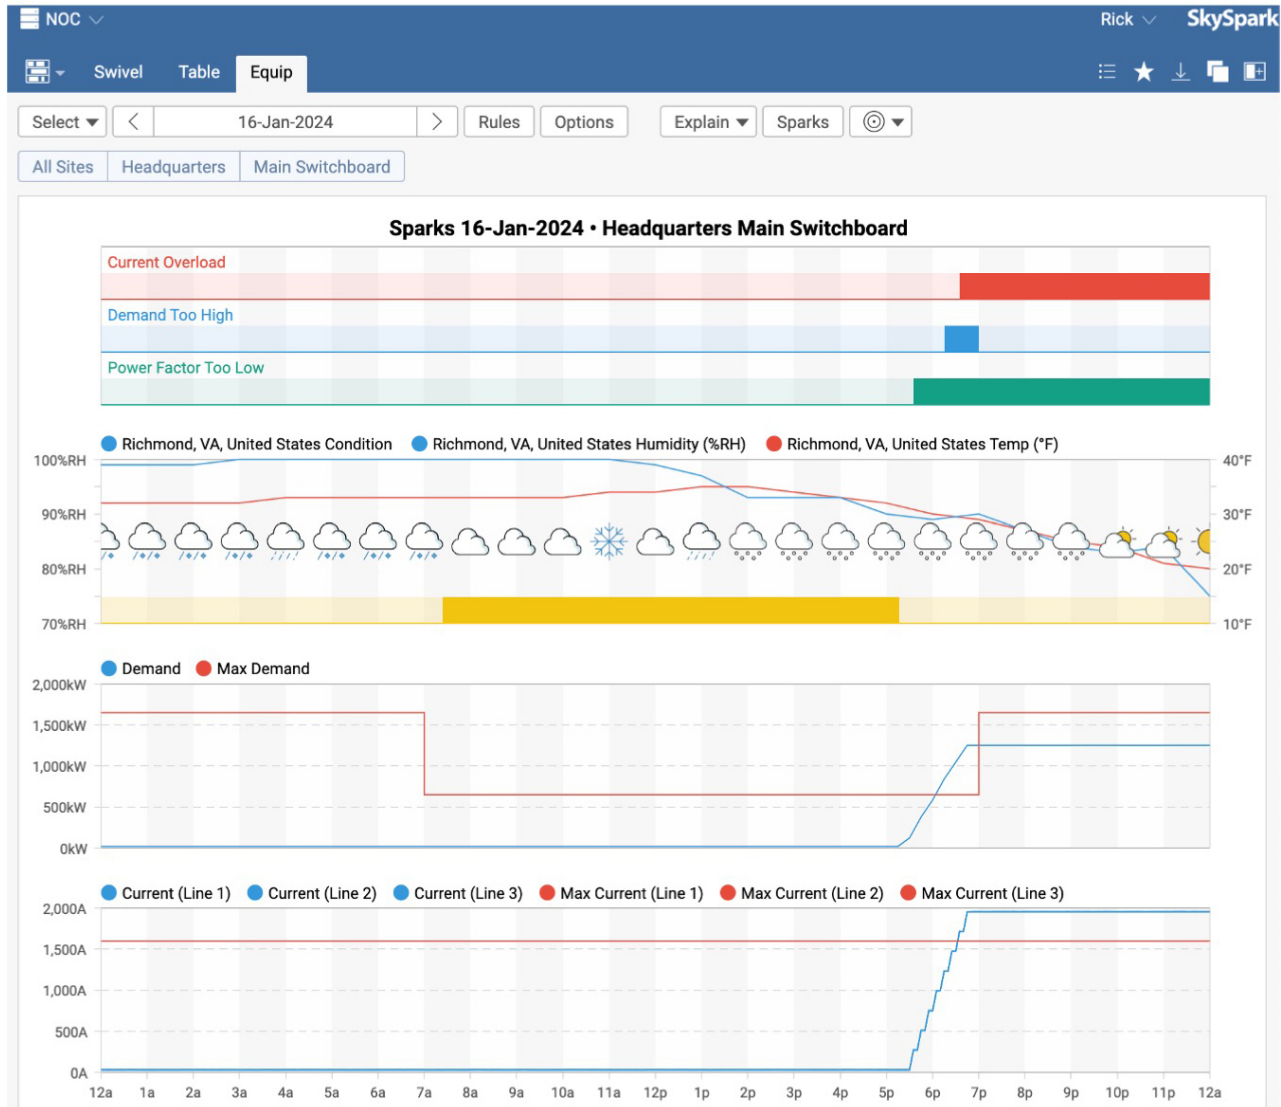 NOC Rick SkySpark
Swivel Table Equip
Select 16-Jan-2024 Rules Options Explain Sparks
All Sites Headquarters Main Switchboard
Sparks 16-Jan-2024 • Headquarters Main Switchboard
Current Overload
Demand Too High
Power Factor Too Low
Richmond, VA, United States Condition Richmond, VA, United States Humidity (%RH) Richmond, VA, United States Temp (°F)
100%RH 40°F
90%RH 30°F
80%RH 20°F
70%RH 10°F
Demand Max Demand
2,000kW
1,500kW
1,000kW
500kW
0kW
Current (Line 1) Current (Line 2) Current (Line 3) Max Current (Line 1) Max Current (Line 2) Max Current (Line 3)
2,000A
1,500A
1,000A
500A
0A
12a 1a 2a 3a 4a 5a 6a 7a 8a 9a 10a 11a 12p 1p 2p 3p 4p 5p 6p 7p 8p 9p 10p 11p 12a